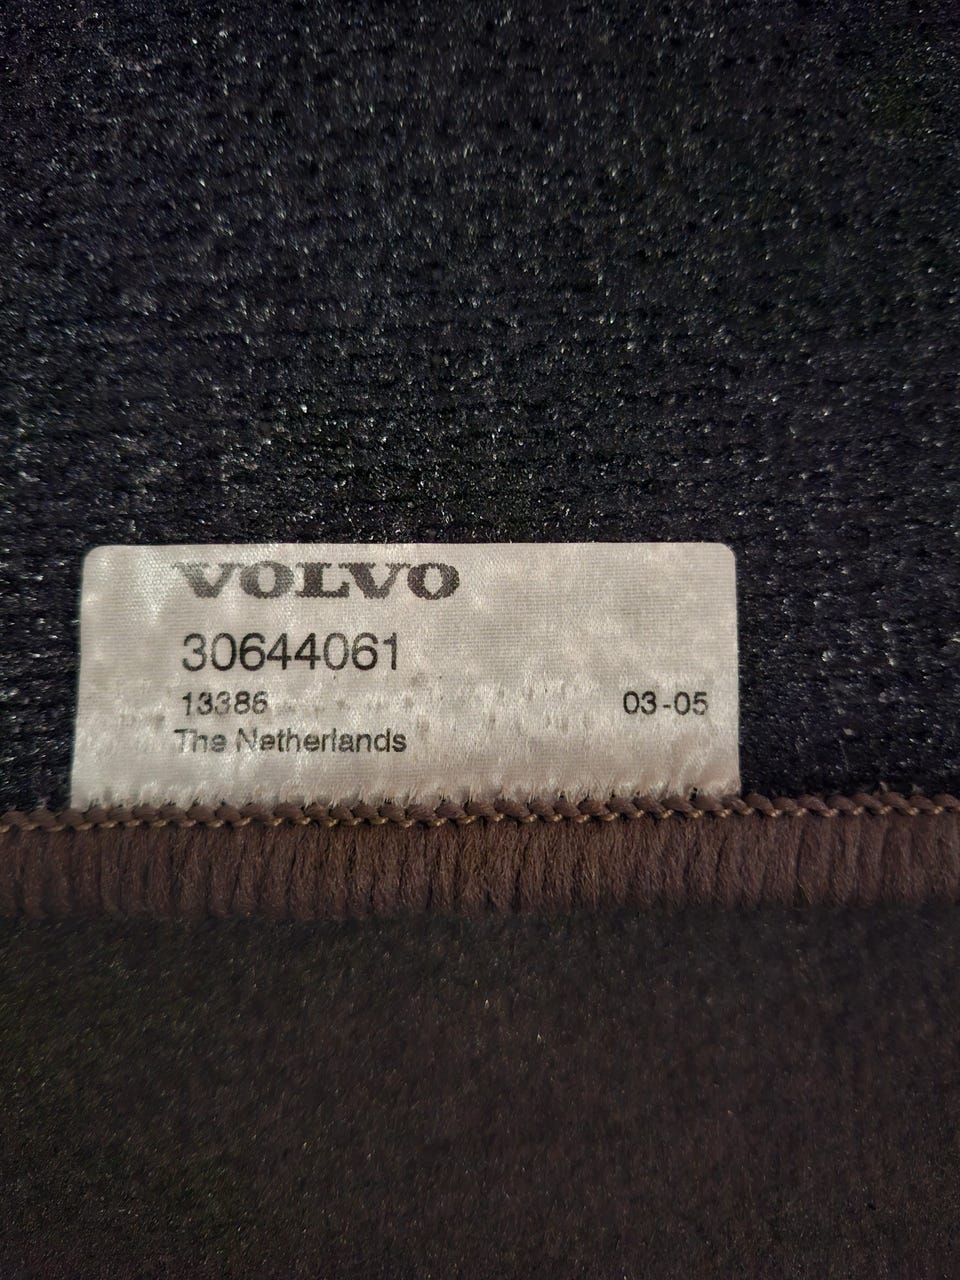 VOLVO
30644061
13386 03-05
The Netherlands